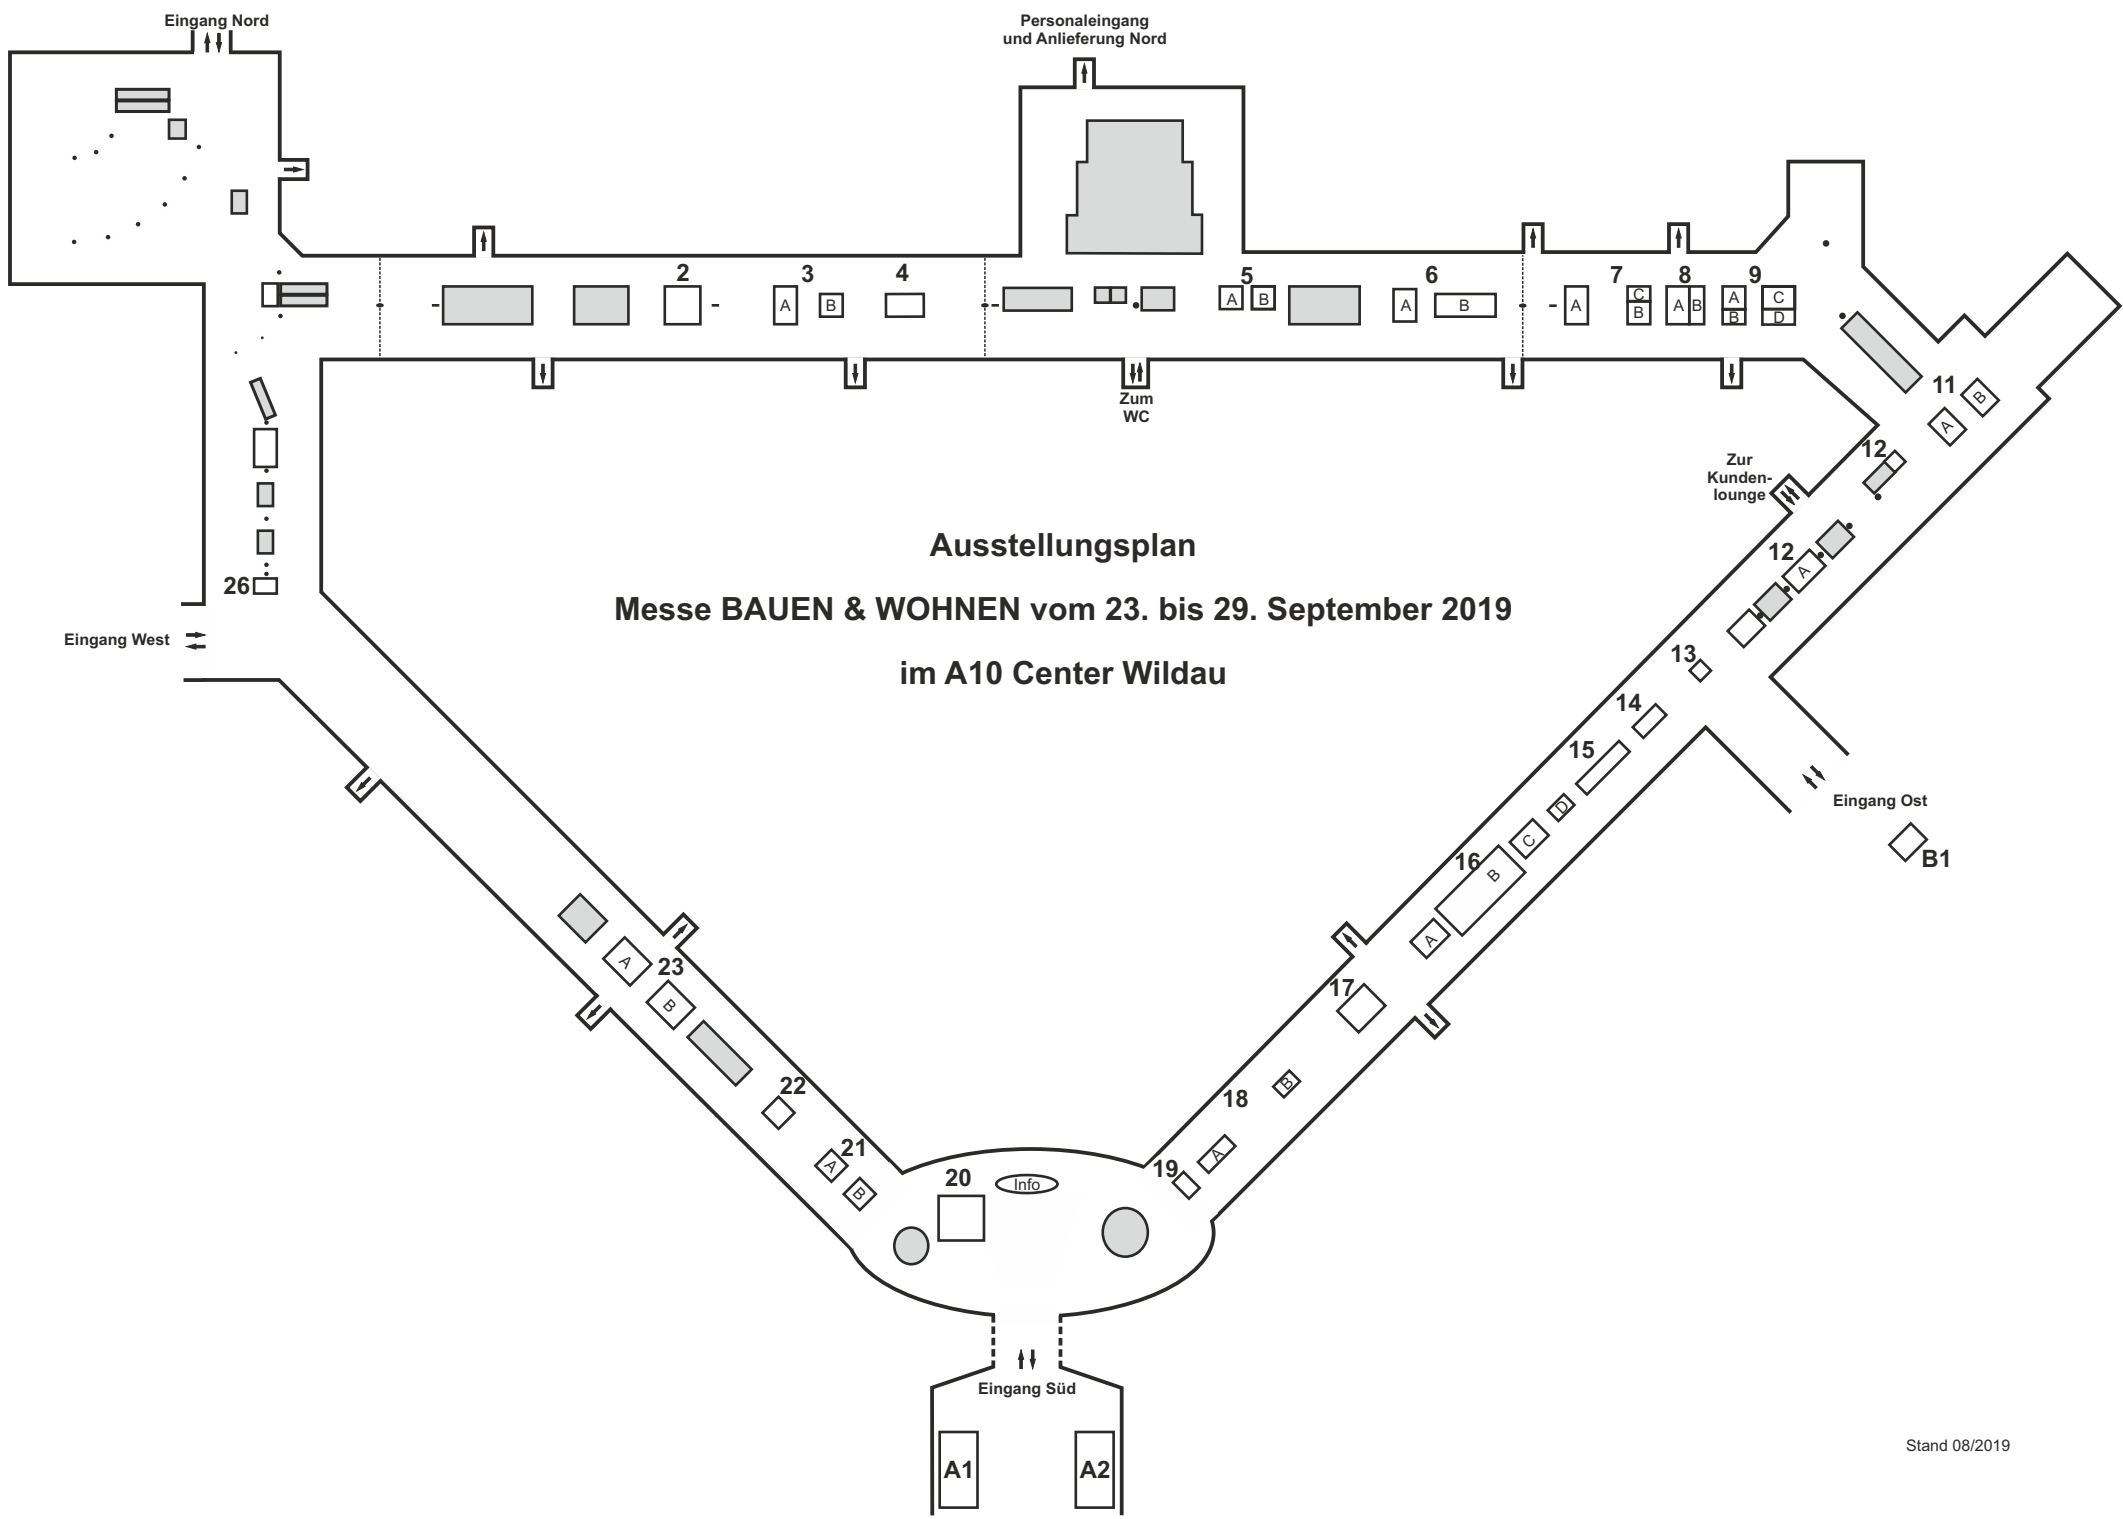 Eingang Nord
Personaleingang
und Anlieferung Nord
2
3
4
5
6
7
8
9
A
B
A
B
A
B
A
C
B
A
B
A
B
C
D
Zum
WC
11
A
B
12
Zur
Kunden-
lounge
12
A
Ausstellungsplan
Messe BAUEN & WOHNEN vom 23. bis 29. September 2019
im A10 Center Wildau
26
Eingang West
13
14
15
Eingang Ost
B1
16
D
C
B
A
17
18
B
A
19
23
A
B
22
21
A
B
20
Info
Eingang Süd
A1
A2
Stand 08/2019